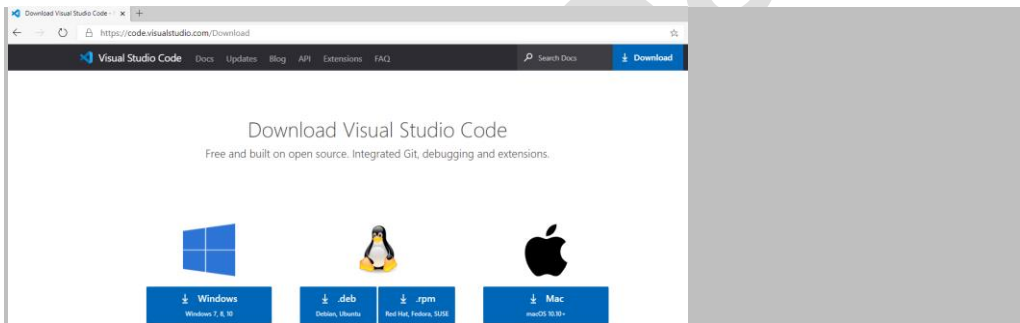 Download Visual Studio Code -
https://code.visualstudio.com/Download
Visual Studio Code Docs Updates Blog API Extensions FAQ Search Docs Download
Download Visual Studio Code
Free and built on open source. Integrated Git, debugging and extensions.
Windows
Windows 7, 8, 10
.deb
Debian, Ubuntu
.rpm
Red Hat, Fedora, SUSE
Mac
macOS 10.10+